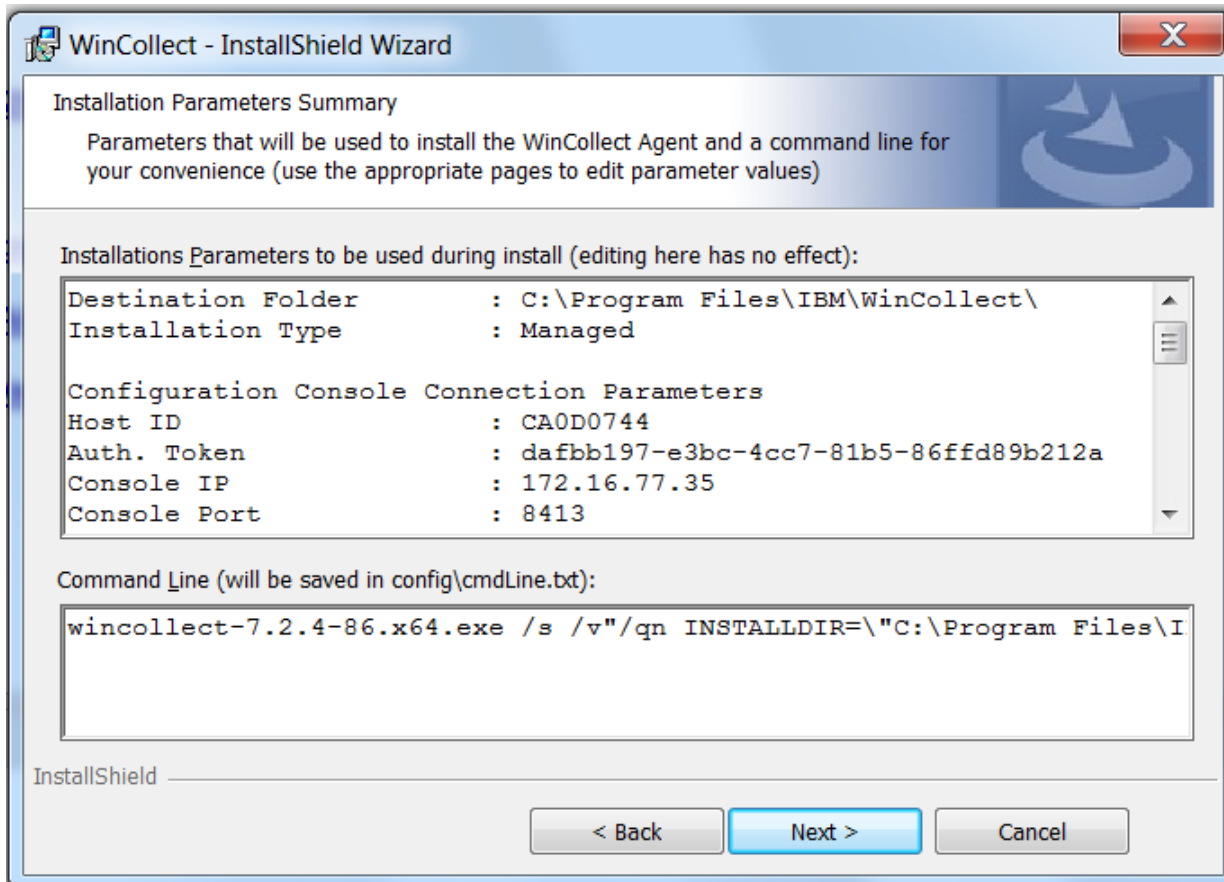 WinCollect - InstallShield Wizard
Installation Parameters Summary
Parameters that will be used to install the WinCollect Agent and a command line for
your convenience (use the appropriate pages to edit parameter values)
Installations Parameters to be used during install (editing here has no effect):
Destination Folder : C:\Program Files\IBM\WinCollect\
Installation Type : Managed
Configuration Console Connection Parameters
Host ID : CA0D0744
Auth. Token : dafbb197-e3bc-4cc7-81b5-86ffd89b212a
Console IP : 172.16.77.35
Console Port : 8413
Command Line (will be saved in config\cmdLine.txt):
wincollect-7.2.4-86.x64.exe /s /v"/qn INSTALLDIR=\"C:\Program Files\I
InstallShield
< Back Next > Cancel